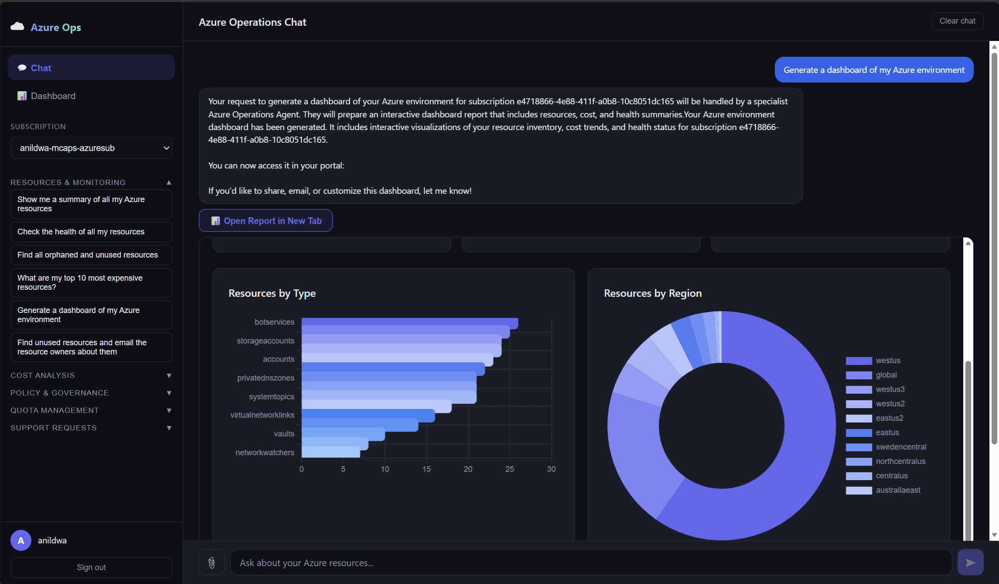 Azure Ops
Chat
Dashboard
SUBSCRIPTION
anildwa-mcaps-azuresub
RESOURCES & MONITORING ▲
Show me a summary of all my Azure
resources
Check the health of all my resources
Find all orphaned and unused resources
What are my top 10 most expensive
resources?
Generate a dashboard of my Azure
environment
Find unused resources and email the
resource owners about them
COST ANALYSIS ▼
POLICY & GOVERNANCE ▼
QUOTA MANAGEMENT ▼
SUPPORT REQUESTS ▼
A anildwa
Sign out
Azure Operations Chat
Clear chat
Generate a dashboard of my Azure environment
Your request to generate a dashboard of your Azure environment for subscription e4718866-4e88-411f-a0b8-10c8051dc165 will be handled by a specialist
Azure Operations Agent. They will prepare an interactive dashboard report that includes resources, cost, and health summaries.Your Azure environment
dashboard has been generated. It includes interactive visualizations of your resource inventory, cost trends, and health status for subscription e4718866-
4e88-411f-a0b8-10c8051dc165.
You can now access it in your portal:
If you’d like to share, email, or customize this dashboard, let me know!
Open Report in New Tab
Resources by Type
botservices
storageaccounts
accounts
privatednszones
systemtopics
virtualnetworklinks
vaults
networkwatchers
0 5 10 15 20 25 30
Resources by Region
westus
global
westus3
westus2
eastus2
eastus
swedencentral
northcentralus
centralus
australiaeast
Ask about your Azure resources...